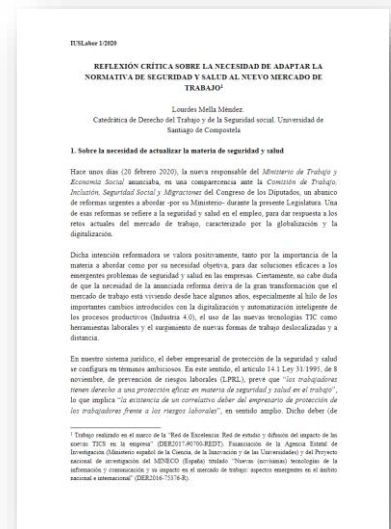 IUSLabor 1/2020
REFLEXIÓN CRÍTICA SOBRE LA NECESIDAD DE ADAPTAR LA
NORMATIVA DE SEGURIDAD Y SALUD AL NUEVO MERCADO DE
TRABAJO¹
Lourdes Mella Méndez
Catedrática de Derecho del Trabajo y de la Seguridad social. Universidad de
Santiago de Compostela
1. Sobre la necesidad de actualizar la materia de seguridad y salud
Hace unos días (20 febrero 2020), la nueva responsable del Ministerio de Trabajo y
Economía Social anunciaba, en una comparecencia ante la Comisión de Trabajo,
Inclusión, Seguridad Social y Migraciones del Congreso de los Diputados, un abanico
de reformas urgentes a abordar -por su Ministerio- durante la presente Legislatura. Una
de esas reformas se refiere a la seguridad y salud en el empleo, para dar respuesta a los
retos actuales del mercado de trabajo, caracterizado por la globalización y la
digitalización.
Dicha intención reformadora se valora positivamente, tanto por la importancia de la
materia a abordar como por su necesidad objetiva, para dar soluciones eficaces a los
emergentes problemas de seguridad y salud en las empresas. Ciertamente, no cabe duda
de que la necesidad de la anunciada reforma deriva de la gran transformación que el
mercado de trabajo está viviendo desde hace algunos años, especialmente al hilo de los
importantes cambios introducidos con la digitalización y automatización inteligente de
los procesos productivos (Industria 4.0), el uso de las nuevas tecnologías TIC como
herramientas laborales y el surgimiento de nuevas formas de trabajo deslocalizadas y a
distancia.
En nuestro sistema jurídico, el deber empresarial de protección de la seguridad y salud
se configura en términos ambiciosos. En este sentido, el artículo 14.1 Ley 31/1995, de 8
noviembre, de prevención de riesgos laborales (LPRL), prevé que "los trabajadores
tienen derecho a una protección eficaz en materia de seguridad y salud en el trabajo",
lo que implica "la existencia de un correlativo deber del empresario de protección de
los trabajadores frente a los riesgos laborales", en sentido amplio. Dicho deber (de
¹ Trabajo realizado en el marco de la "Red de Excelencia: Red de estudio y difusión del impacto de las
nuevas TICS en la empresa" (DER2017-90700-REDT). Financiación de la Agencia Estatal de
Investigación (Ministerio español de la Ciencia, de la Innovación y de las Universidades) y del Proyecto
nacional de investigación del MINECO (España) titulado "Nuevas (novísimas) tecnologías de la
información y comunicación y su impacto en el mercado de trabajo: aspectos emergentes en el ámbito
nacional e internacional" (DER2016-75376-R).